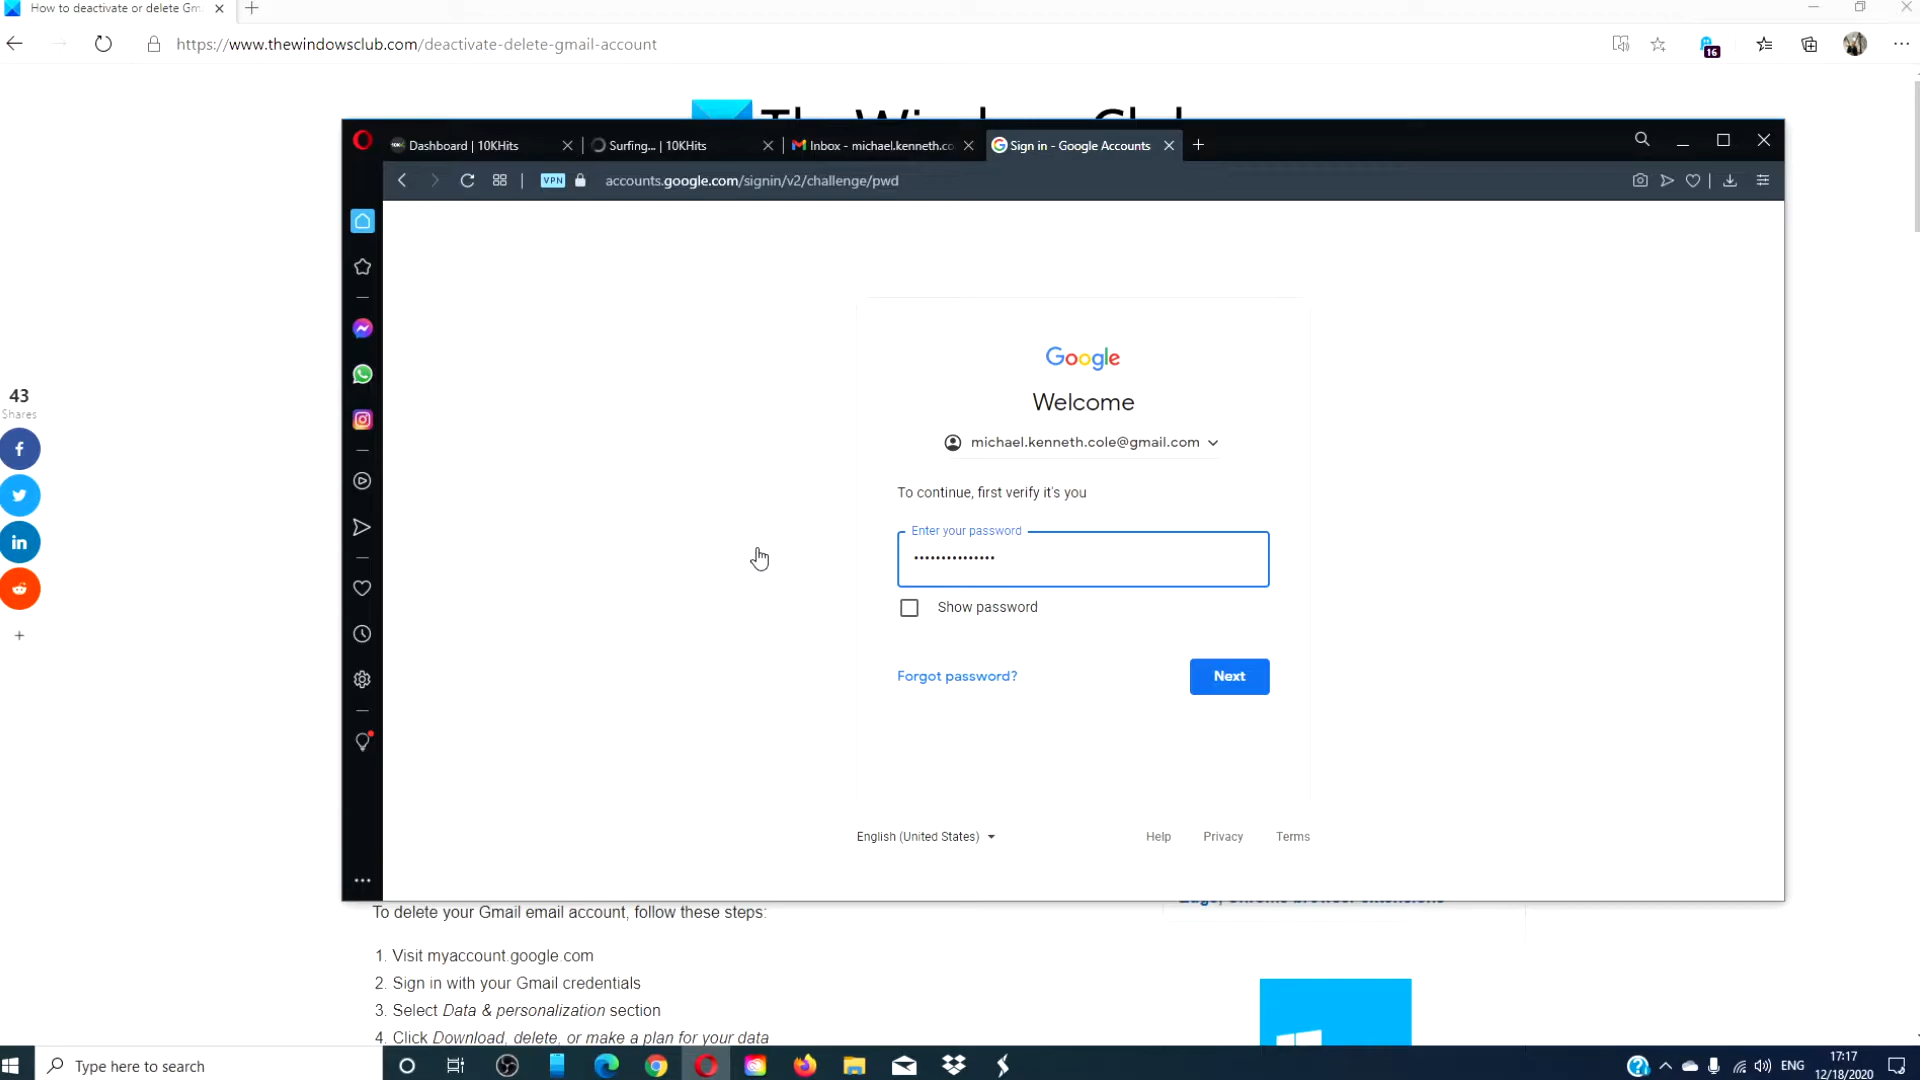 How to deactivate or delete Gm
https://www.thewindowsclub.com/deactivate-delete-gmail-account
16
Dashboard | 10KHits
Surfing... | 10KHits
Inbox - michael.kenneth.co
Sign in - Google Accounts
VPN
accounts.google.com/signin/v2/challenge/pwd
Google
Welcome
michael.kenneth.cole@gmail.com
To continue, first verify it's you
Enter your password
•••••••••••••••
Show password
Forgot password?
Next
English (United States)
Help
Privacy
Terms
43
Shares
To delete your Gmail email account, follow these steps:
1. Visit myaccount.google.com
2. Sign in with your Gmail credentials
3. Select Data & personalization section
4. Click Download, delete, or make a plan for your data
Type here to search
ENG
17:17
12/18/2020